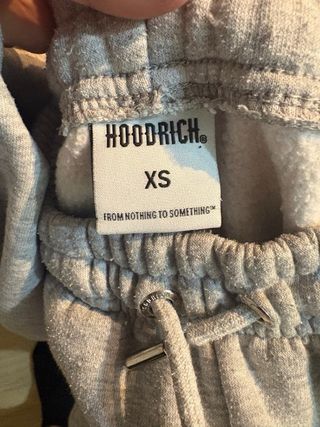 HOODRICH®
XS
FROM NOTHING TO SOMETHING™